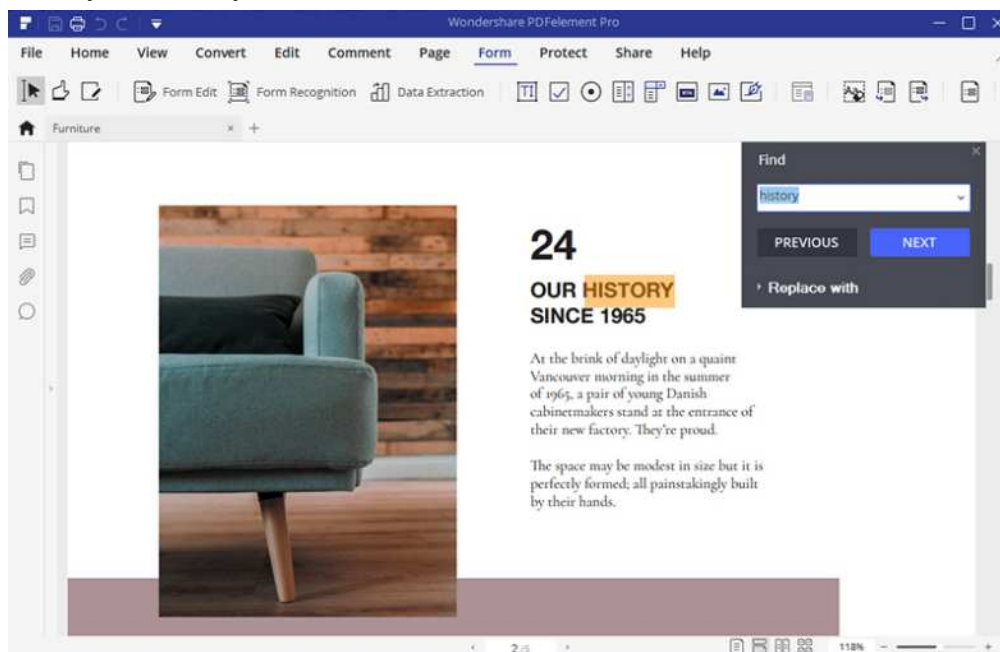 Wondershare PDFelement Pro
File Home View Convert Edit Comment Page Form Protect Share Help
Form Edit Form Recognition Data Extraction
Furniture
Find
history
PREVIOUS NEXT
Replace with
24
OUR HISTORY
SINCE 1965
At the brink of daylight on a quaint
Vancouver morning in the summer
of 1965, a pair of young Danish
cabinetmakers stand at the entrance of
their new factory. They're proud.
The space may be modest in size but it is
perfectly formed; all painstakingly built
by their hands.
2 /5
118%